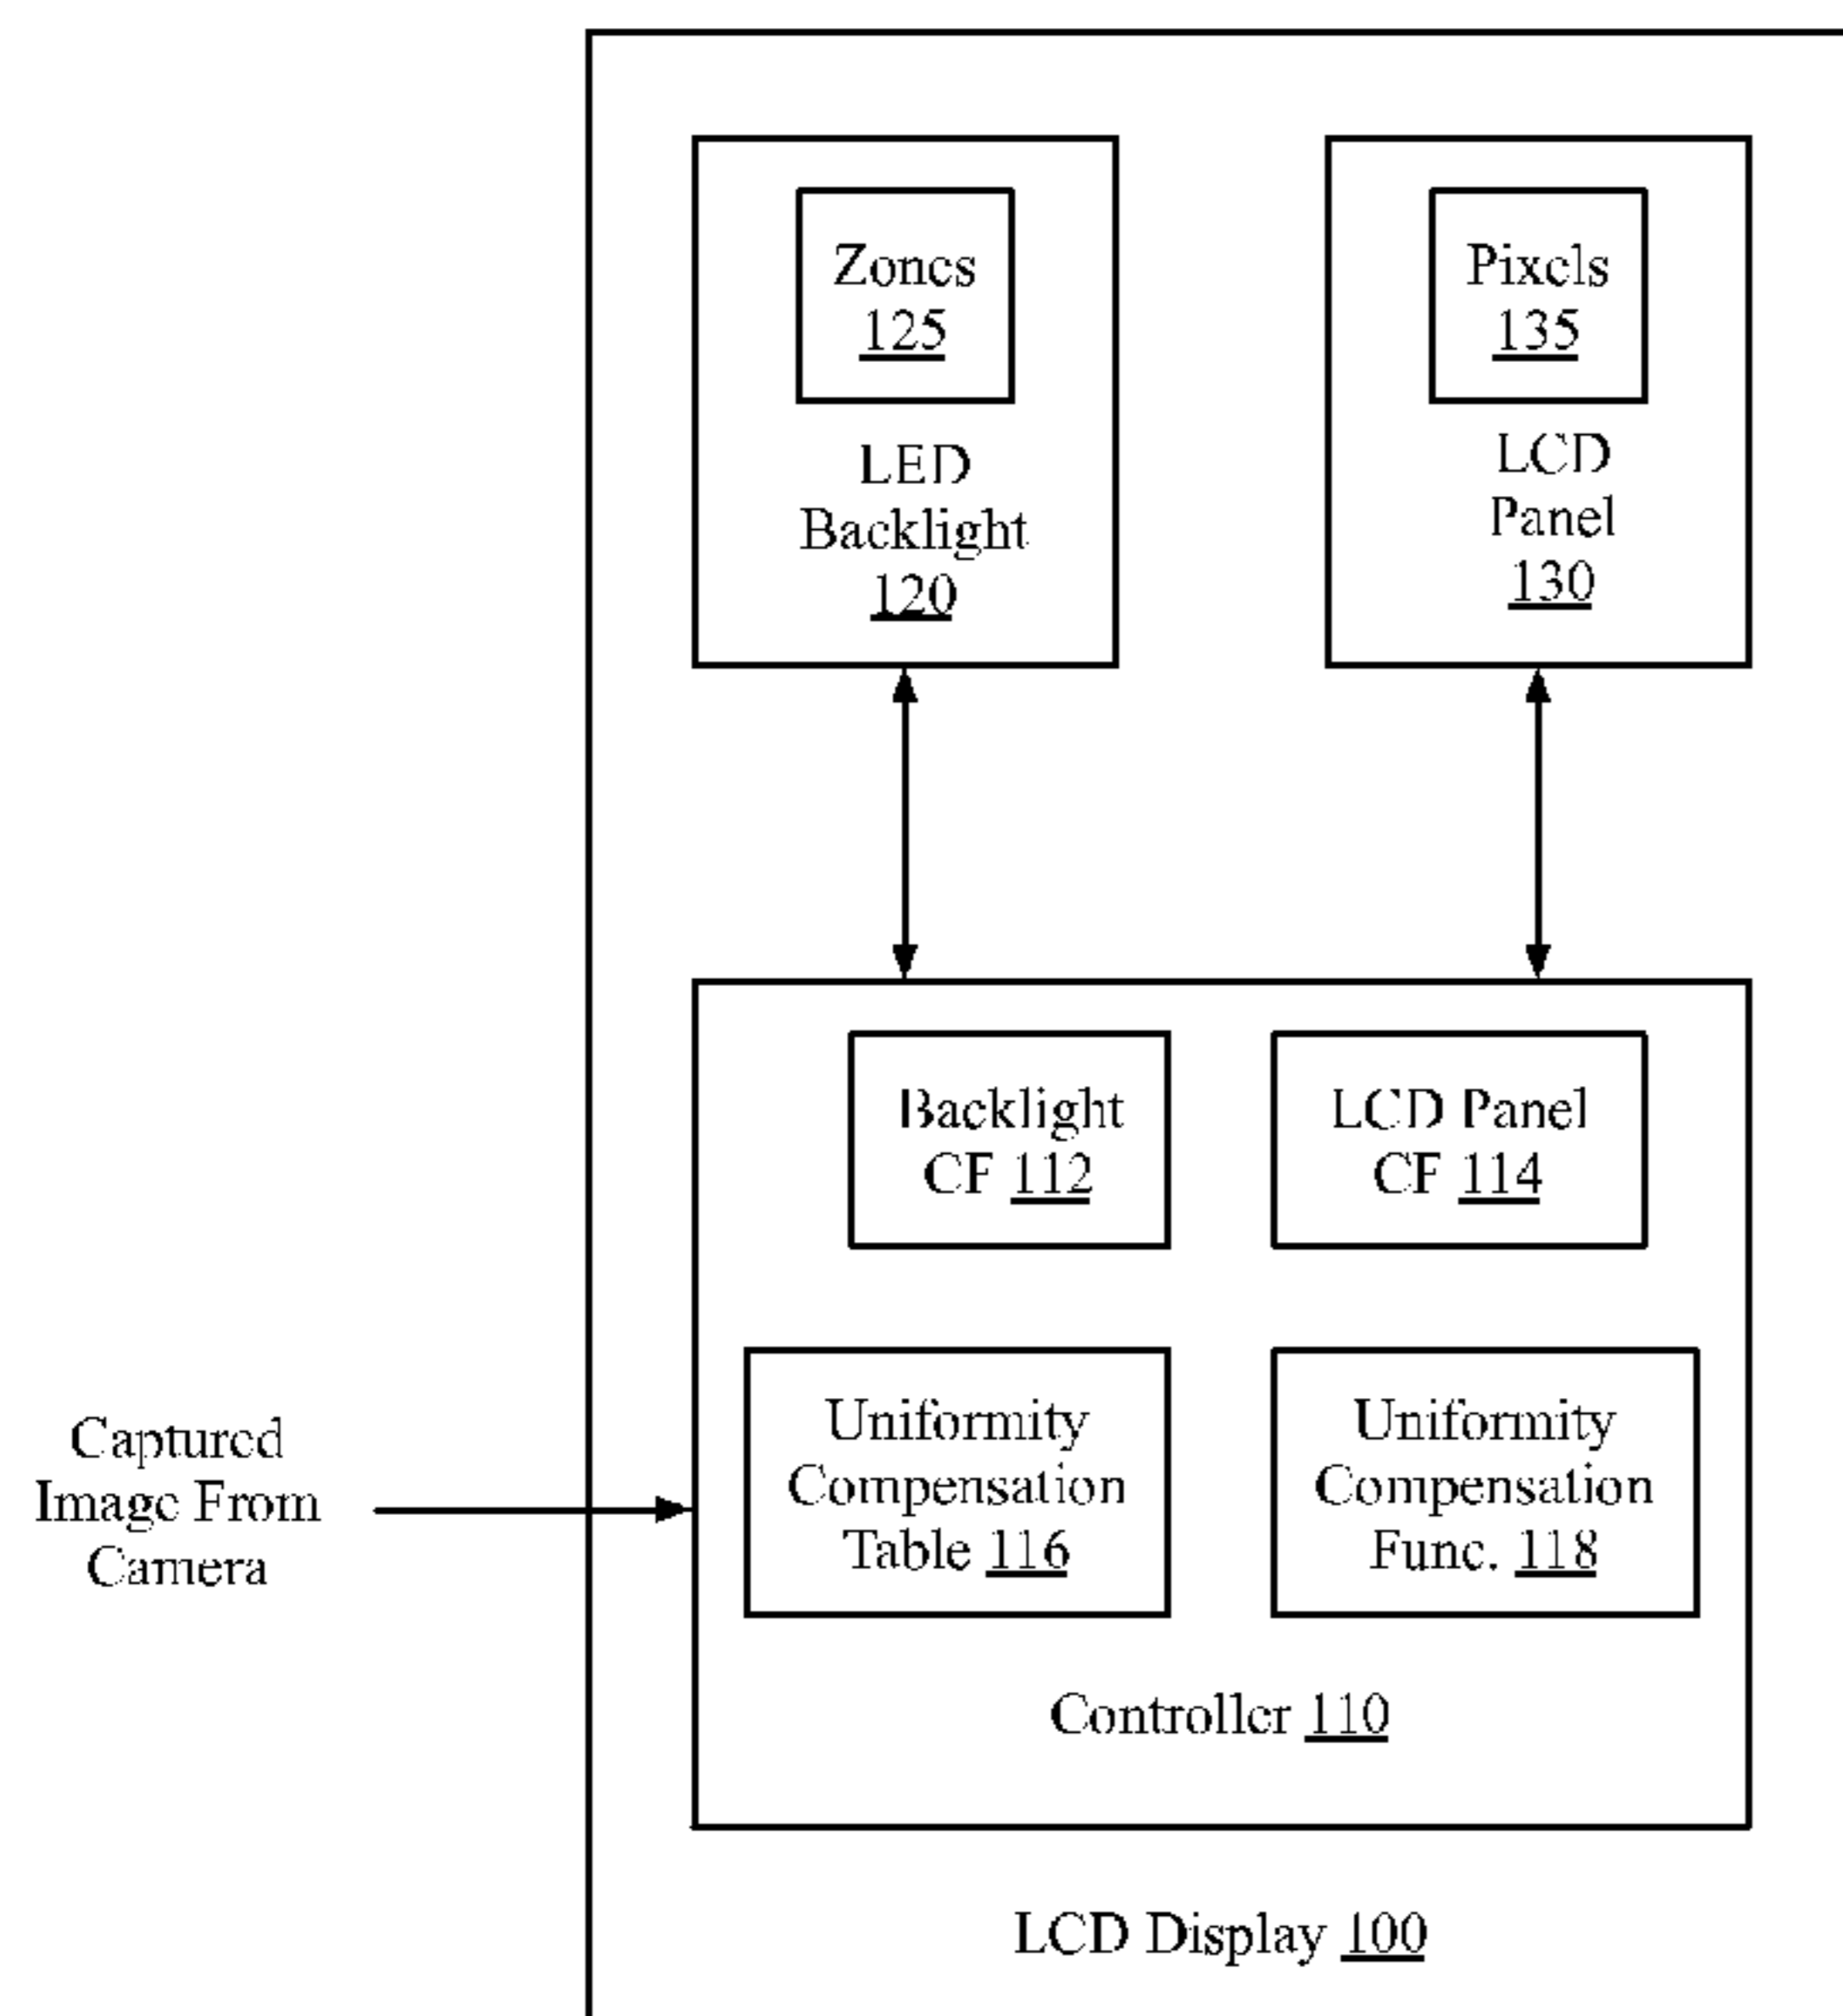 Zones
125
LED
Backlight
120
Pixels
135
LCD
Panel
130
Backlight
CF 112
LCD Panel
CF 114
Uniformity
Compensation
Table 116
Uniformity
Compensation
Func. 118
Controller 110
Captured
Image From
Camera
LCD Display 100